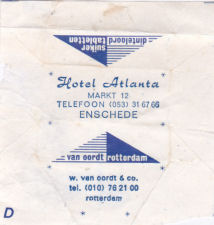 suiker dinteloord
tabletten
Hotel Atlanta
MARKT 12
TELEFOON (053) 31 67 66
ENSCHEDE
van oordt rotterdam
w. van oordt & co.
tel. (010) 76 21 00
rotterdam
D